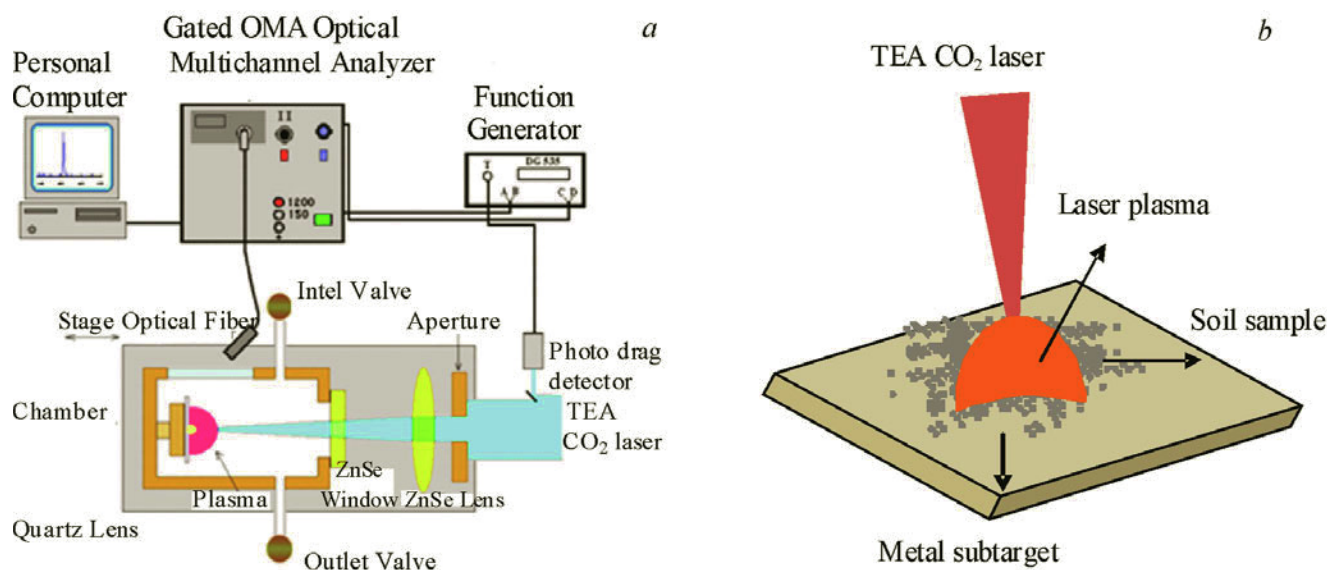 Gated OMA Optical
Multichannel Analyzer
a
Personal
Computer
Function
Generator
II
1200
150
+
DG 535
T
A B
C D
Intel Valve
Stage Optical Fiber
Aperture
Photo drag
detector
Chamber
TEA
CO₂ laser
Plasma
ZnSe
Window ZnSe Lens
Quartz Lens
Outlet Valve
b
TEA CO₂ laser
Laser plasma
Soil sample
Metal subtarget